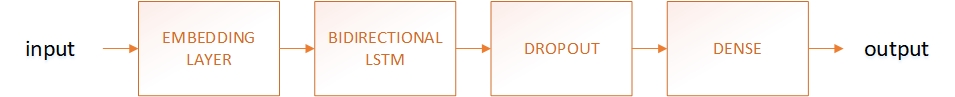 input
EMBEDDING
LAYER
BIDIRECTIONAL
LSTM
DROPOUT
DENSE
output